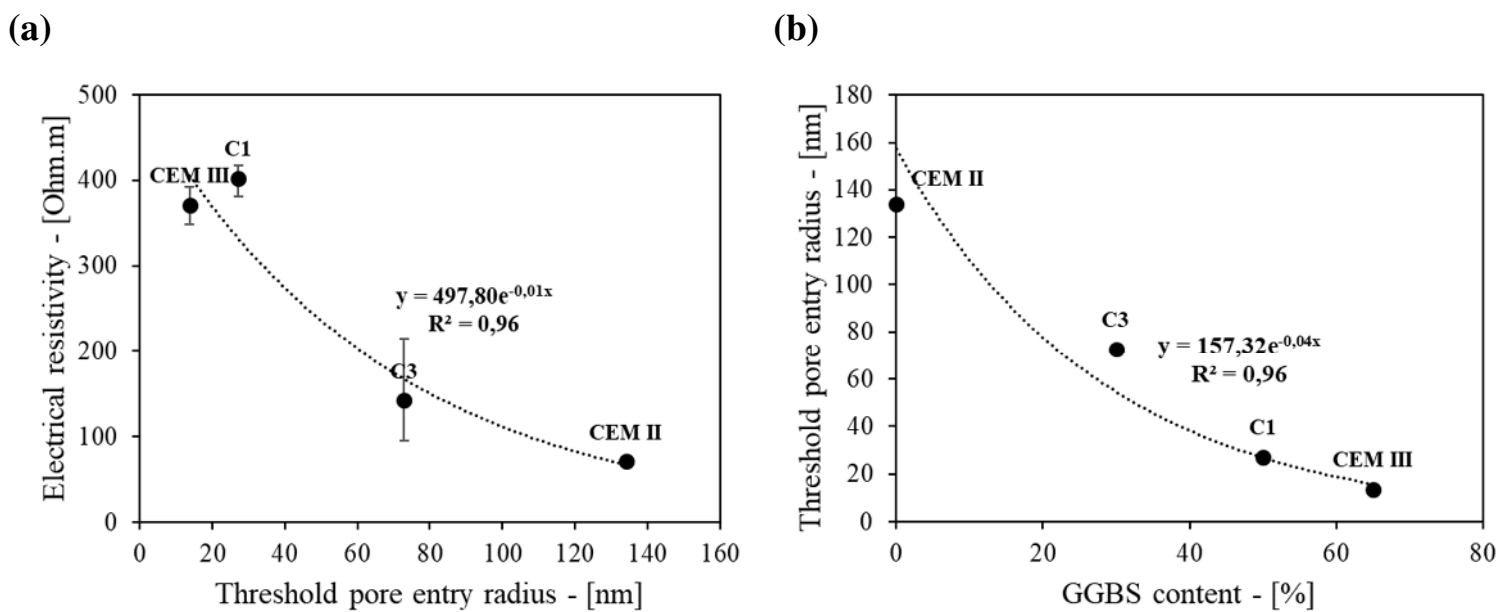 (a)
500
400
300
200
100
0
Electrical resistivity - [Ohm.m]
CEM III
C1
y = 497,80e-0,01x
R² = 0,96
C3
CEM II
0 20 40 60 80 100 120 140 160
Threshold pore entry radius - [nm]
(b)
180
160
140
120
100
80
60
40
20
0
Threshold pore entry radius - [nm]
CEM II
C3
y = 157,32e-0,04x
R² = 0,96
C1
CEM III
0 20 40 60 80
GGBS content - [%]